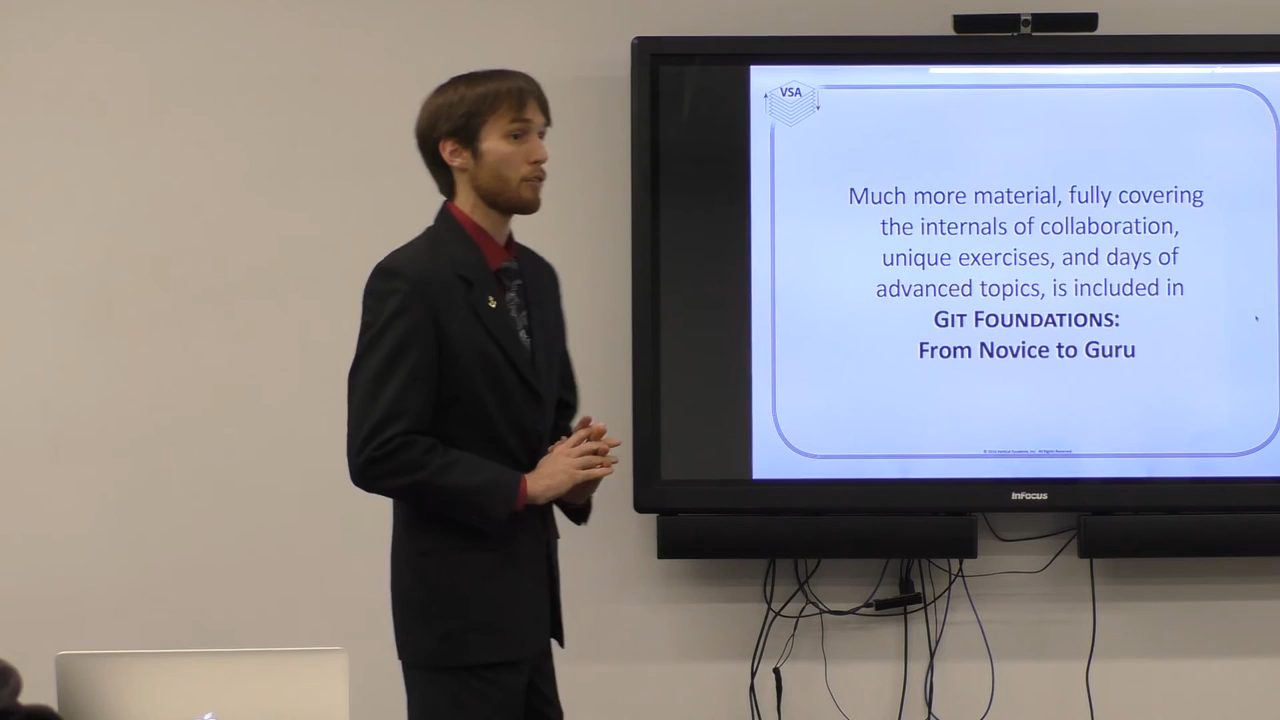 VSA
Much more material, fully covering
the internals of collaboration,
unique exercises, and days of
advanced topics, is included in
GIT FOUNDATIONS:
From Novice to Guru
InFocus